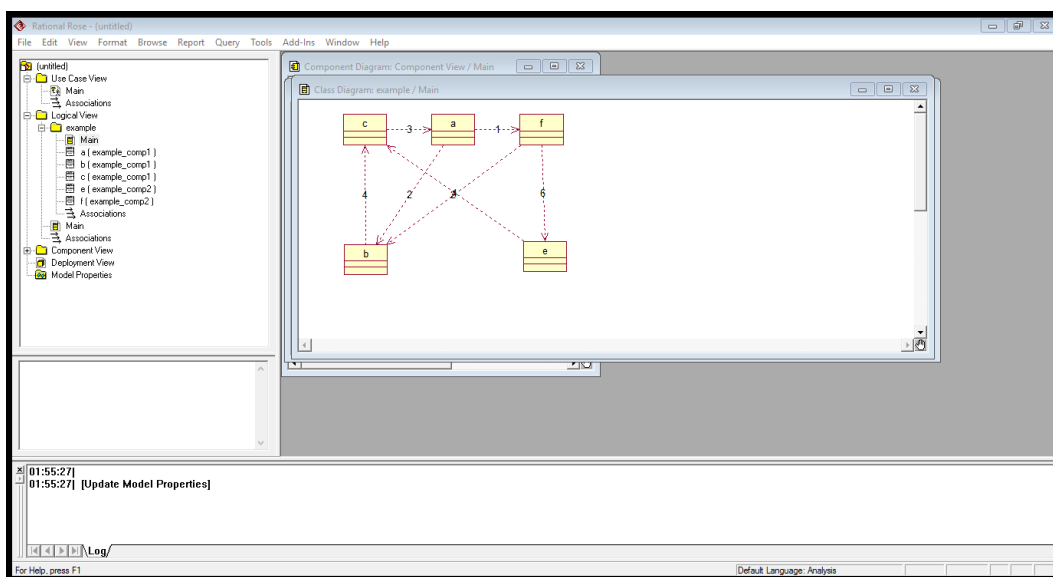 Rational Rose - (untitled)
File Edit View Format Browse Report Query Tools Add-Ins Window Help
(untitled)
Use Case View
Main
Associations
Logical View
example
Main
a ( example_comp1 )
b ( example_comp1 )
c ( example_comp1 )
e ( example_comp2 )
f ( example_comp2 )
Associations
Main
Associations
Component View
Deployment View
Model Properties
Component Diagram: Component View / Main
Class Diagram: example / Main
c 3 a 1 f
4 2 6
b e
01:55:27|
01:55:27| [Update Model Properties]
Log
For Help, press F1
Default Language: Analysis